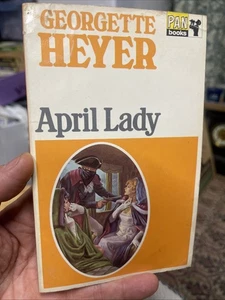 GEORGETTE
HEYER
PAN
books
April Lady